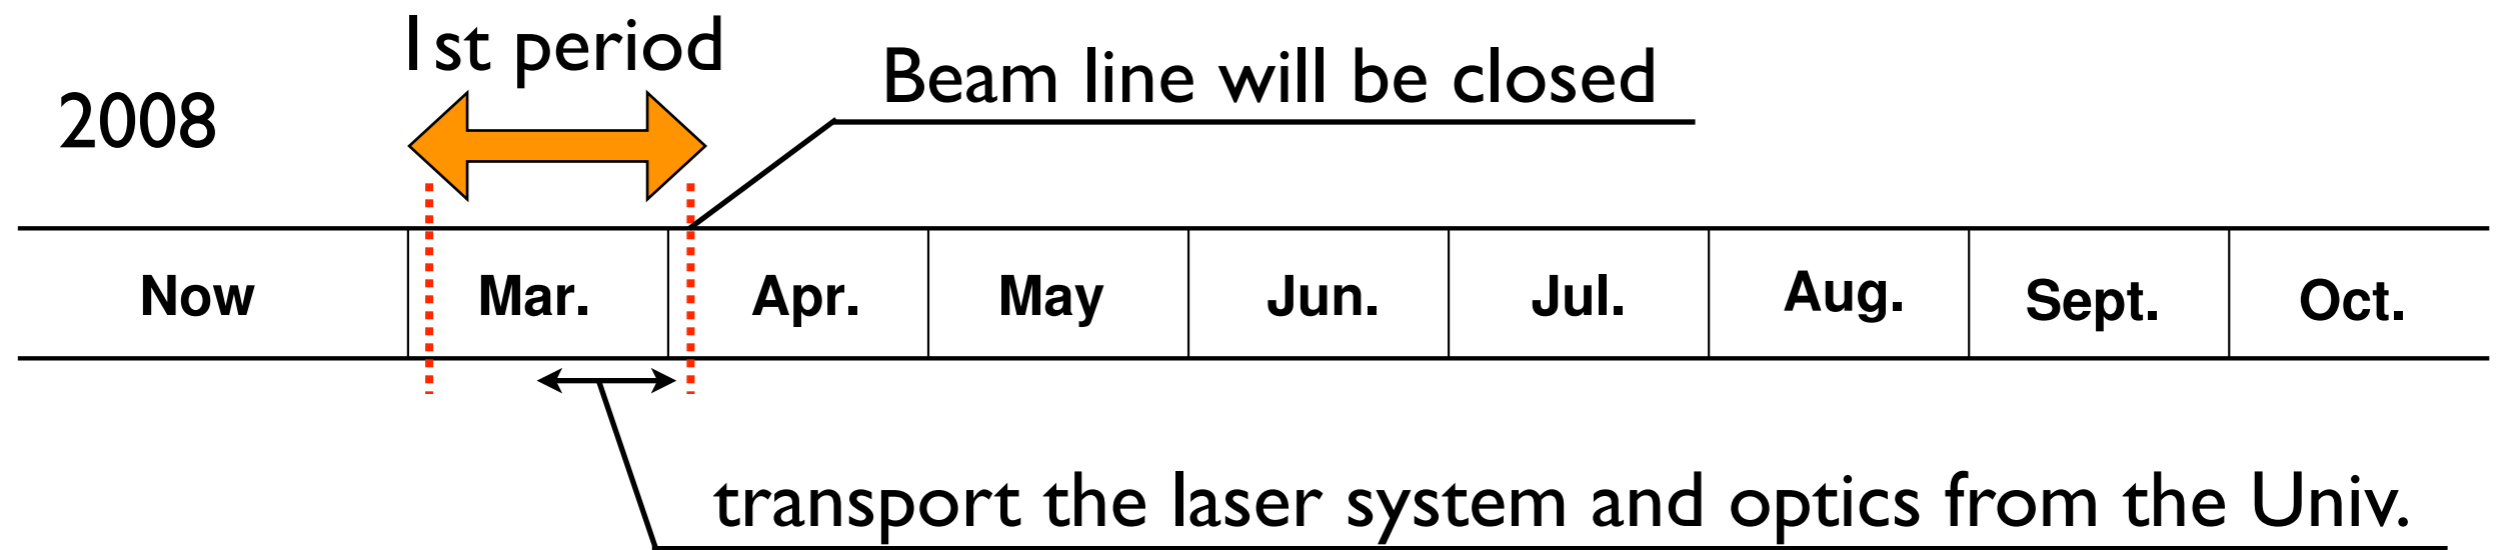 1st period
Beam line will be closed
2008
Now Mar. Apr. May Jun. Jul. Aug. Sept. Oct.
transport the laser system and optics from the Univ.